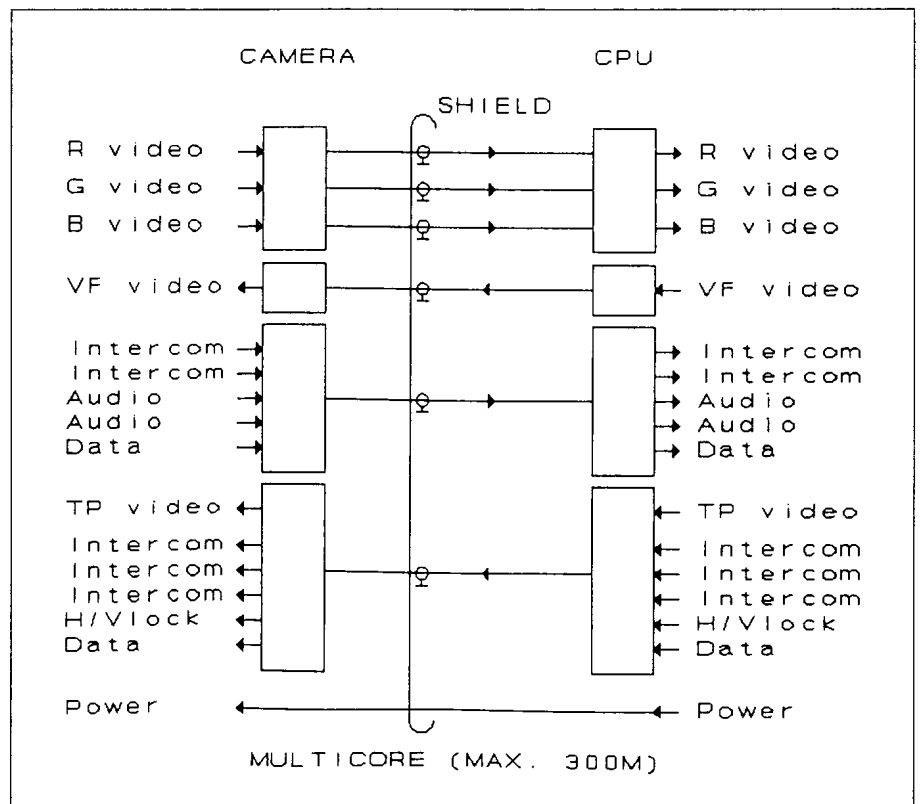 CAMERA CPU
SHIELD
R video R video
G video G video
B video B video
VF video VF video
Intercom Intercom
Intercom Intercom
Audio Audio
Audio Audio
Data Data
TP video TP video
Intercom Intercom
Intercom Intercom
Intercom Intercom
H/Vlock H/Vlock
Data Data
Power Power
MULTICORE (MAX. 300M)